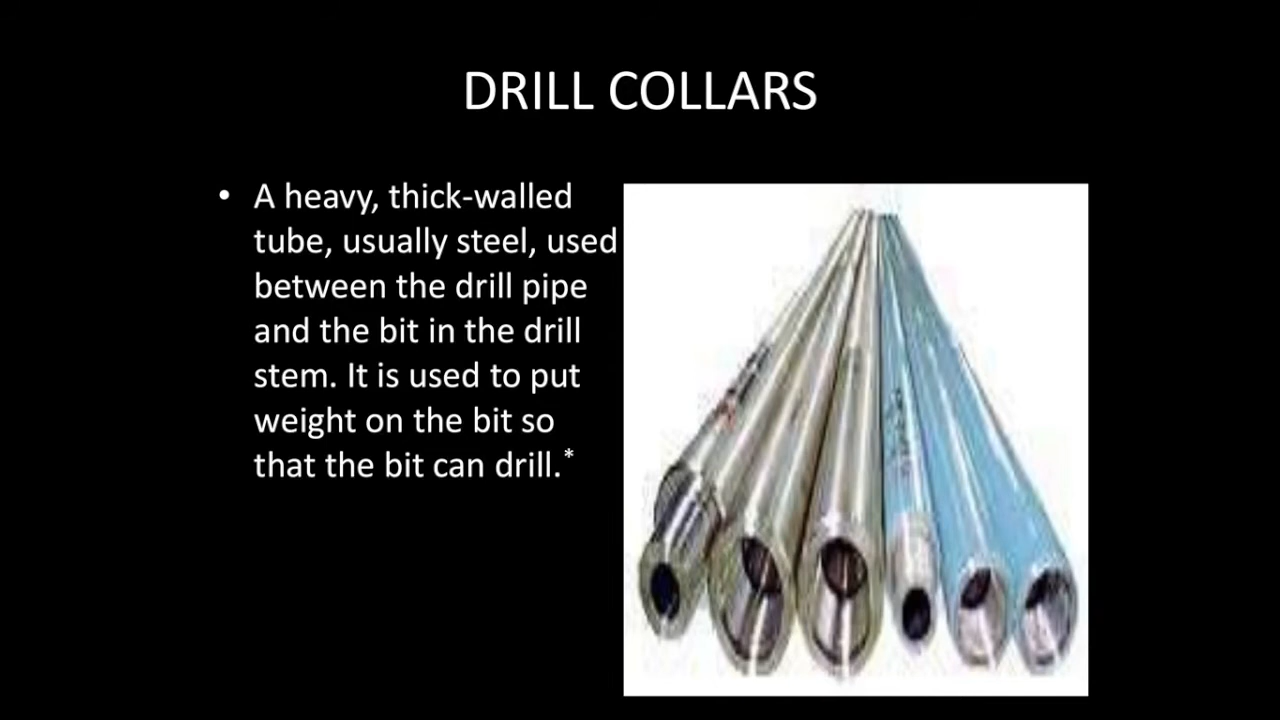 DRILL COLLARS
• A heavy, thick-walled
tube, usually steel, used
between the drill pipe
and the bit in the drill
stem. It is used to put
weight on the bit so
that the bit can drill.*